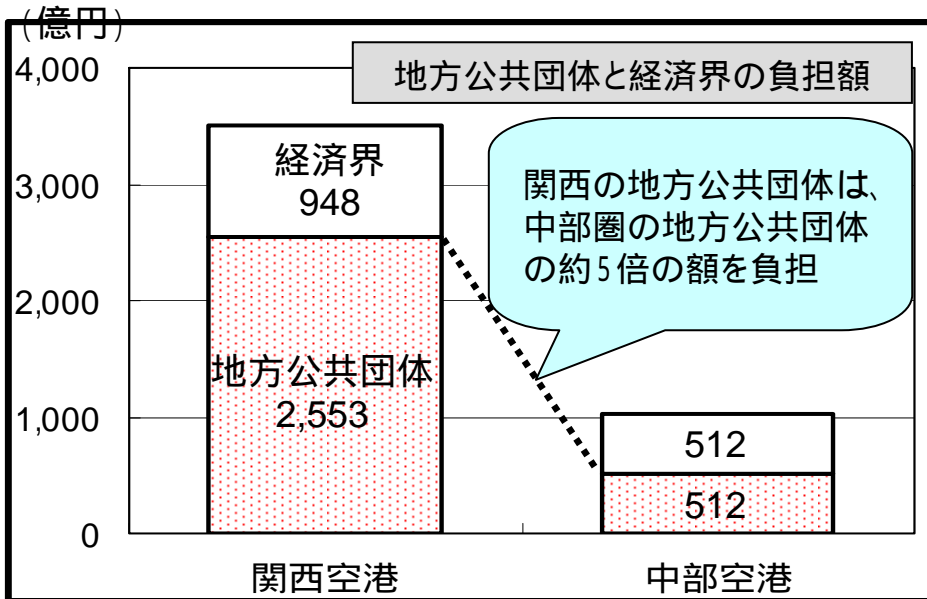 (億円)
地方公共団体と経済界の負担額
4,000
3,000
2,000
1,000
0
経済界
948
地方公共団体
2,553
関西の地方公共団体は、
中部圏の地方公共団体
の約5倍の額を負担
512
512
関西空港
中部空港